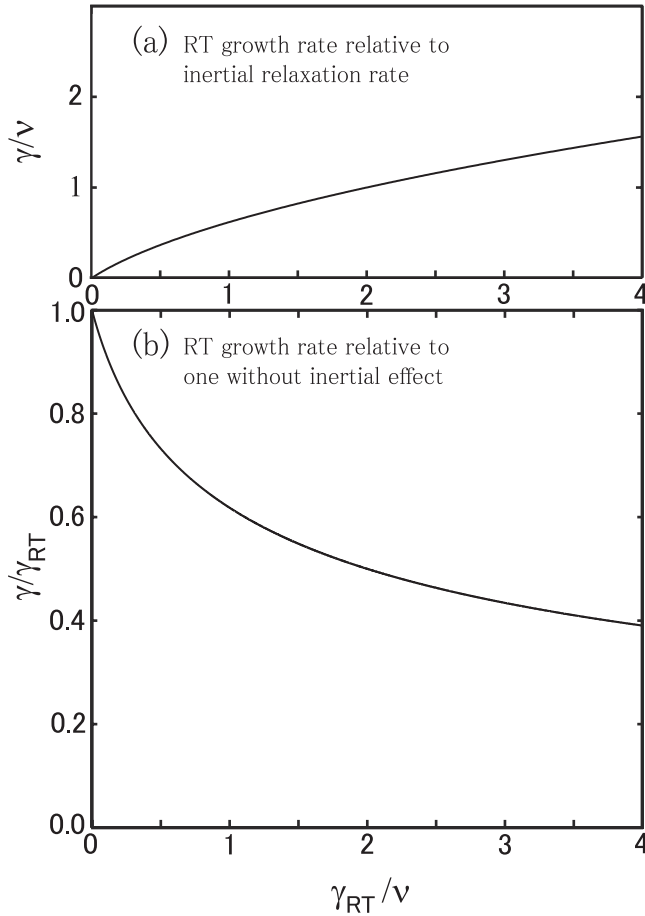 (a) RT growth rate relative to
inertial relaxation rate
γ/ν
2
1
0
0 1 2 3 4
(b) RT growth rate relative to
one without inertial effect
γ/γRT
1.0
0.8
0.6
0.4
0.2
0.0
0 1 2 3 4
γRT/ν